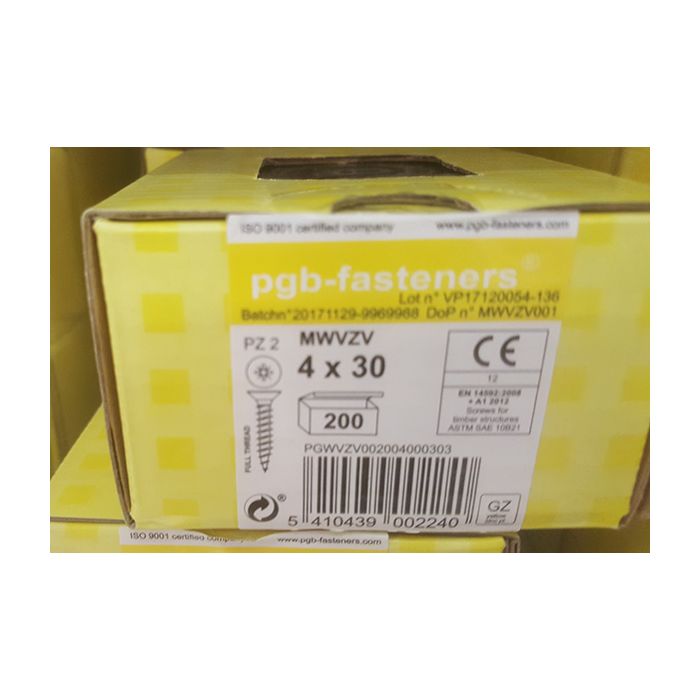 ISO 9001 certified company www.pgb-fasteners.com
pgb-fasteners®
Lot n° VP17120054-136
Batchn°20171129-9969988 DoP n° MWVZV001
PZ 2 MWVZV
4 x 30
200
FULL THREAD
CE
12
EN 14592:2008
+ A1 2012
Screws for
timber structures
ASTM SAE 10B21
PGWVZV002004000303
®
5 410439 002240
GZ
yellow
ISO 9001 certified company www.pgb-fasteners.com